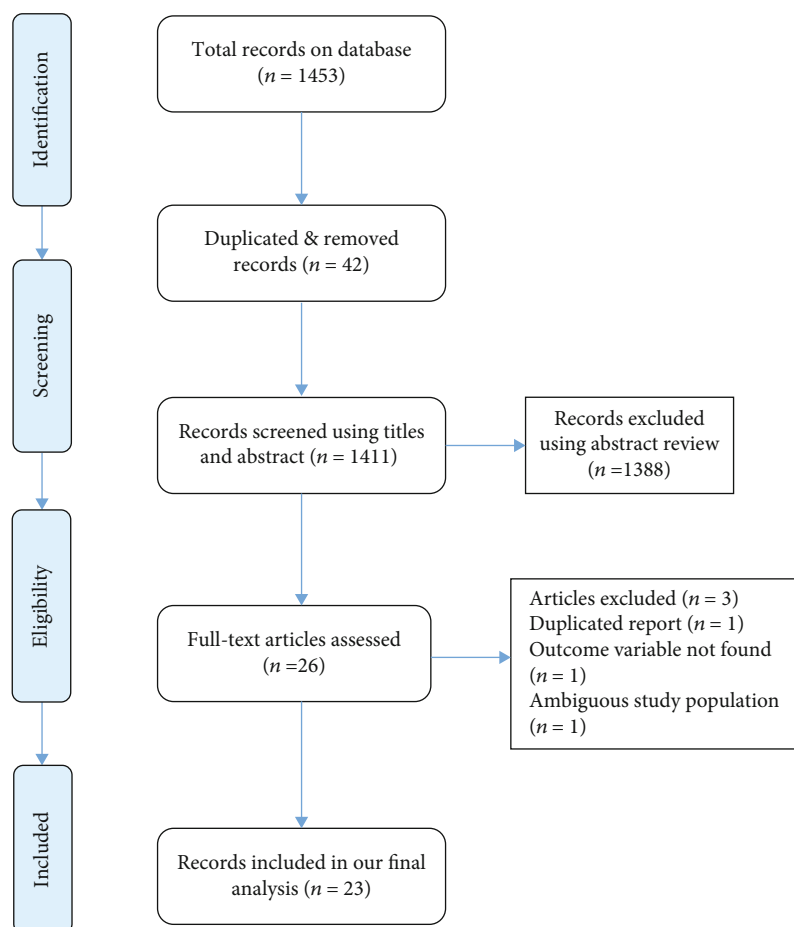 Identification
Total records on database
(n = 1453)
Duplicated & removed
records (n = 42)
Screening
Records screened using titles
and abstract (n = 1411)
Records excluded
using abstract review
(n =1388)
Eligibility
Full-text articles assessed
(n =26)
Articles excluded (n = 3)
Duplicated report (n = 1)
Outcome variable not found
(n = 1)
Ambiguous study population
(n = 1)
Included
Records included in our final
analysis (n = 23)